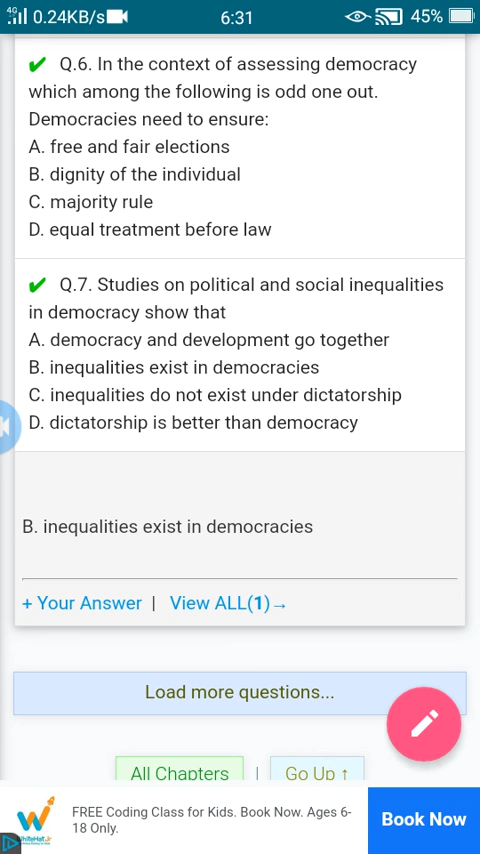 4G 0.24KB/s 6:31 45%
✔ Q.6. In the context of assessing democracy
which among the following is odd one out.
Democracies need to ensure:
A. free and fair elections
B. dignity of the individual
C. majority rule
D. equal treatment before law
✔ Q.7. Studies on political and social inequalities
in democracy show that
A. democracy and development go together
B. inequalities exist in democracies
C. inequalities do not exist under dictatorship
D. dictatorship is better than democracy
B. inequalities exist in democracies
+ Your Answer | View ALL(1)→
Load more questions...
All Chapters | Go Up ↑
FREE Coding Class for Kids. Book Now. Ages 6-
18 Only.
Book Now
WhiteHat Jr